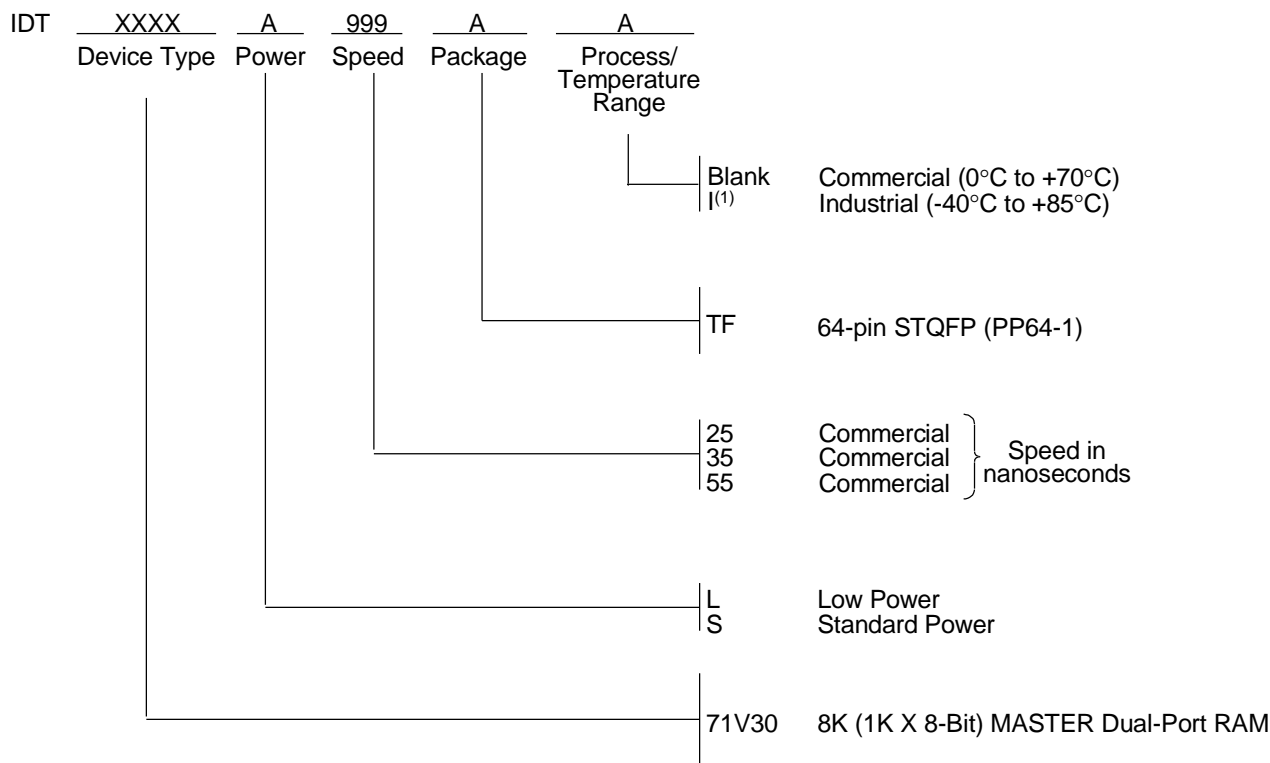 IDT XXXX A 999 A A
Device Type Power Speed Package Process/
Temperature
Range
Blank Commercial (0°C to +70°C)
I(1) Industrial (-40°C to +85°C)
TF 64-pin STQFP (PP64-1)
25 Commercial
35 Commercial
55 Commercial
Speed in
nanoseconds
L Low Power
S Standard Power
71V30 8K (1K X 8-Bit) MASTER Dual-Port RAM